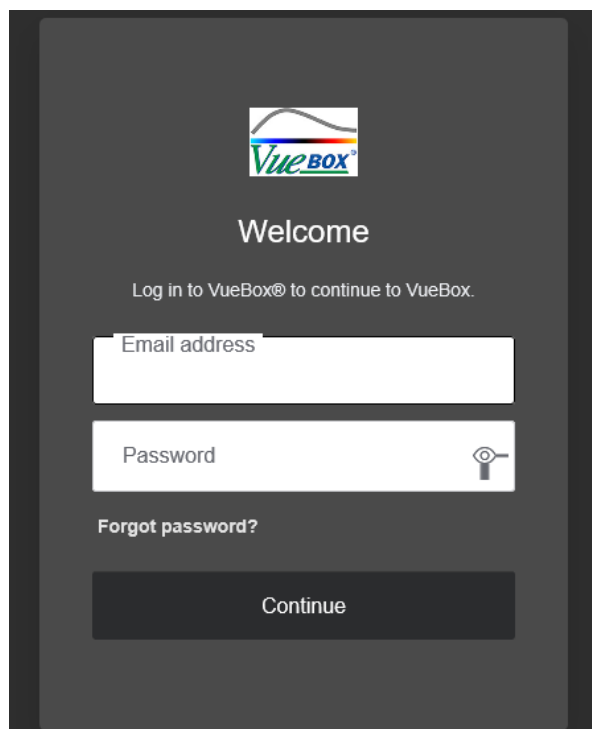 VueBOX®
Welcome
Log in to VueBox® to continue to VueBox.
Email address
Password
Forgot password?
Continue